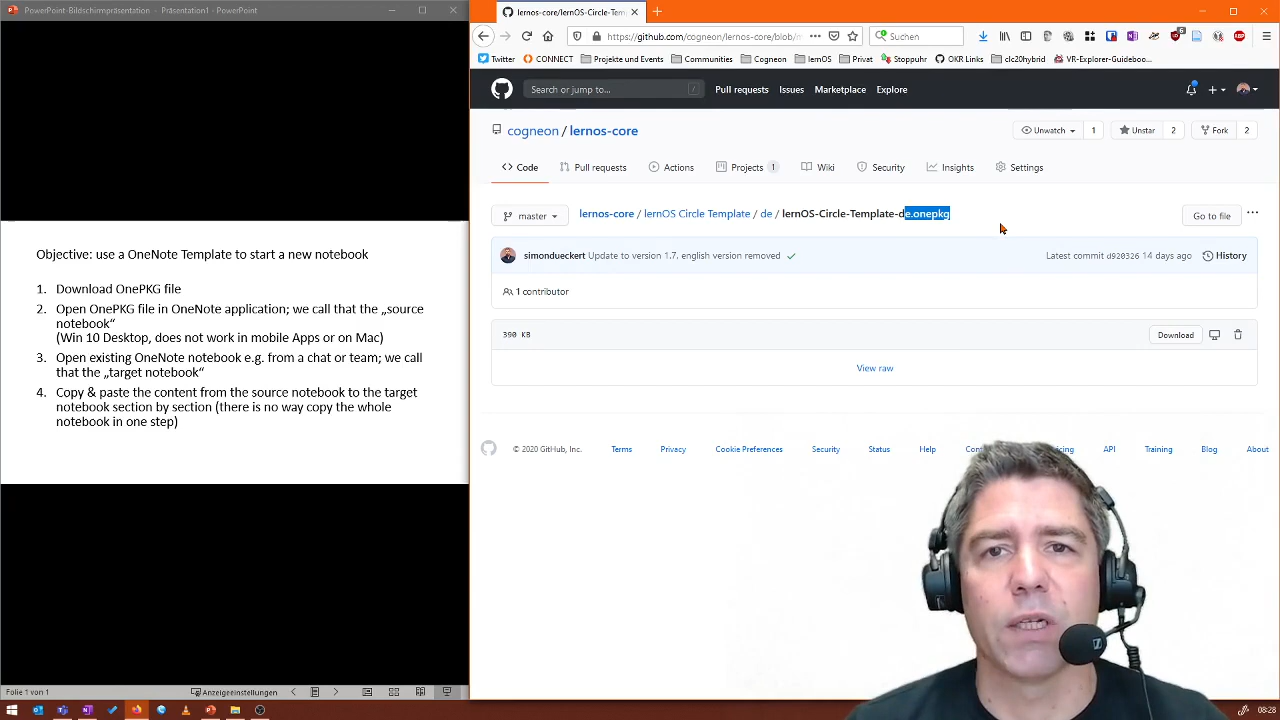 PowerPoint-Bildschirmpräsentation - Präsentation1 - PowerPoint
Objective: use a OneNote Template to start a new notebook
1. Download OnePKG file
2. Open OnePKG file in OneNote application; we call that the „source
notebook“
(Win 10 Desktop, does not work in mobile Apps or on Mac)
3. Open existing OneNote notebook e.g. from a chat or team; we call
that the „target notebook“
4. Copy & paste the content from the source notebook to the target
notebook section by section (there is no way copy the whole
notebook in one step)
Folie 1 von 1
Anzeigeeinstellungen
lernos-core/lernOS-Circle-Tem
https://github.com/cogneon/lernos-core/blob/m
Suchen
Twitter CONNECT Projekte und Events Communities Cogneon lernOS Privat Stoppuhr OKR Links clc20hybrid VR-Explorer-Guideboo...
Search or jump to... / Pull requests Issues Marketplace Explore
cogneon / lernos-core
Unwatch 1 Unstar 2 Fork 2
Code Pull requests Actions Projects 1 Wiki Security Insights Settings
master lernos-core / lernOS Circle Template / de / lernOS-Circle-Template-de.onepkg Go to file ...
simondueckert Update to version 1.7, english version removed Latest commit d920326 14 days ago History
1 contributor
390 KB Download
View raw
© 2020 GitHub, Inc. Terms Privacy Cookie Preferences Security Status Help API Training Blog About
08:28